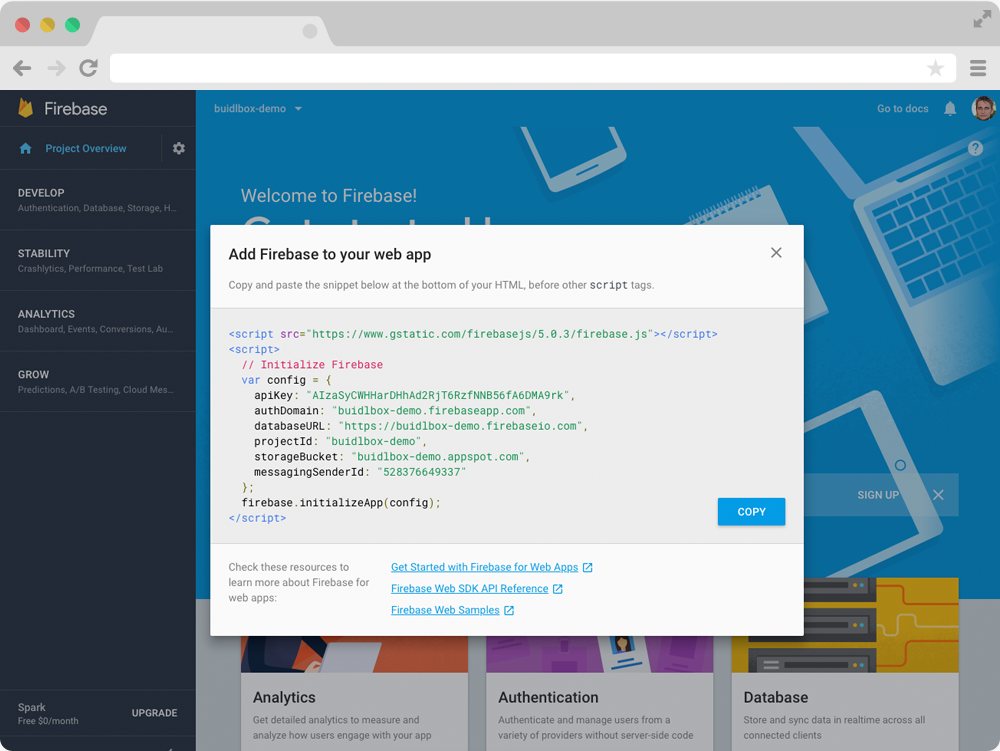 Firebase
buidlbox-demo
Go to docs
Project Overview
?
DEVELOP
Authentication, Database, Storage, H...
STABILITY
Crashlytics, Performance, Test Lab
ANALYTICS
Dashboard, Events, Conversions, Au...
GROW
Predictions, A/B Testing, Cloud Mes...
Spark
Free $0/month
UPGRADE
Welcome to Firebase!
Add Firebase to your web app
Copy and paste the snippet below at the bottom of your HTML, before other script tags.
<script src="https://www.gstatic.com/firebasejs/5.0.3/firebase.js"></script>
<script>
// Initialize Firebase
var config = {
apiKey: "AIzaSyCWHHarDHhAd2RjT6RzfNNB56fA6DMA9rk",
authDomain: "buidlbox-demo.firebaseapp.com",
databaseURL: "https://buidlbox-demo.firebaseio.com",
projectId: "buidlbox-demo",
storageBucket: "buidlbox-demo.appspot.com",
messagingSenderId: "528376649337"
};
firebase.initializeApp(config);
</script>
COPY
SIGN UP
Check these resources to
learn more about Firebase for
web apps:
Get Started with Firebase for Web Apps
Firebase Web SDK API Reference
Firebase Web Samples
Analytics
Get detailed analytics to measure and
analyze how users engage with your app
Authentication
Authenticate and manage users from a
variety of providers without server-side code
Database
Store and sync data in realtime across all
connected clients